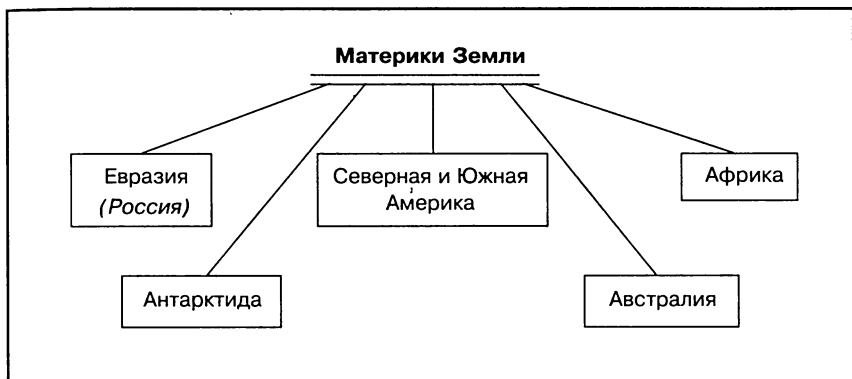 Материки Земли
Евразия
(Россия)
Северная и Южная
Америка
Африка
Антарктида
Австралия